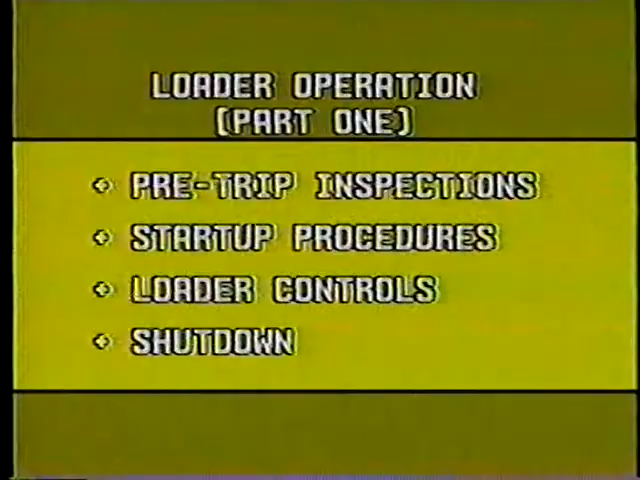 LOADER OPERATION
(PART ONE)
PRE-TRIP INSPECTIONS
STARTUP PROCEDURES
LOADER CONTROLS
SHUTDOWN